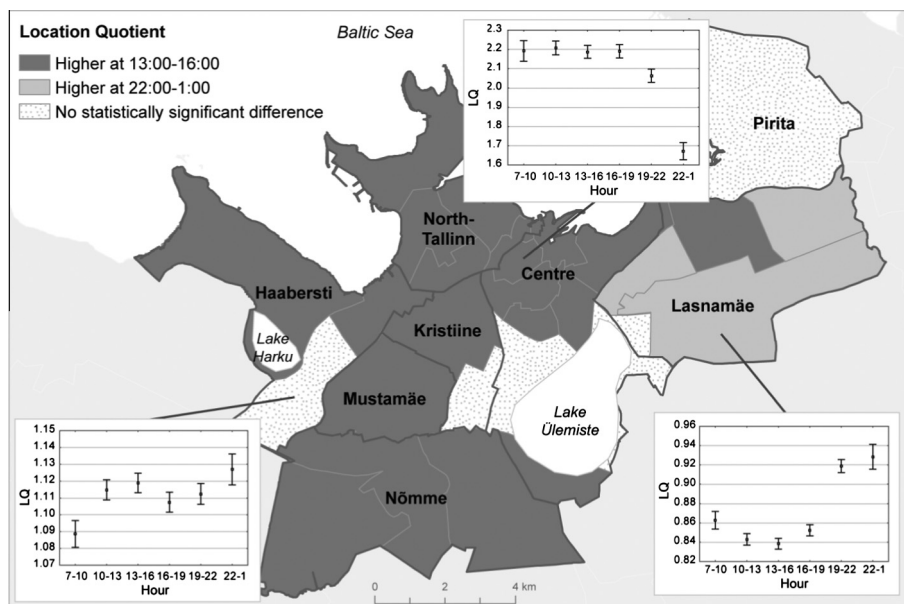 Location Quotient
Higher at 13:00-16:00
Higher at 22:00-1:00
No statistically significant difference
Baltic Sea
2.3
2.2
2.1
2.0
1.9
1.8
1.7
1.6
LQ
7-10 10-13 13-16 16-19 19-22 22-1
Hour
Pirita
North-
Tallinn
Centre
Haabersti
Lasnamäe
Kristiine
Lake
Harku
Mustamäe
Lake
Ülemiste
Nõmme
1.15
1.14
1.13
1.12
1.11
1.10
1.09
1.08
1.07
LQ
7-10 10-13 13-16 16-19 19-22 22-1
Hour
0.96
0.94
0.92
0.90
0.88
0.86
0.84
0.82
LQ
7-10 10-13 13-16 16-19 19-22 22-1
Hour
0 2 4 km